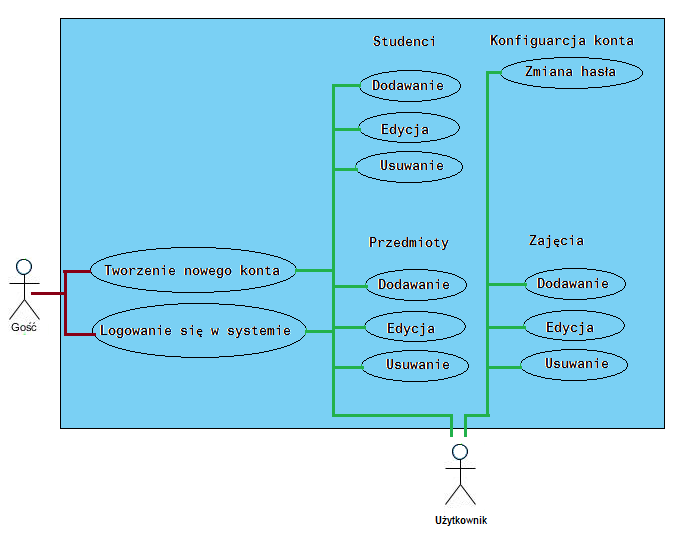 Studenci
Dodawanie
Edycja
Usuwanie
Konfiguarcja konta
Zmiana hasła
Tworzenie nowego konta
Logowanie się w systemie
Przedmioty
Dodawanie
Edycja
Usuwanie
Zajęcia
Dodawanie
Edycja
Usuwanie
Gość
Użytkownik